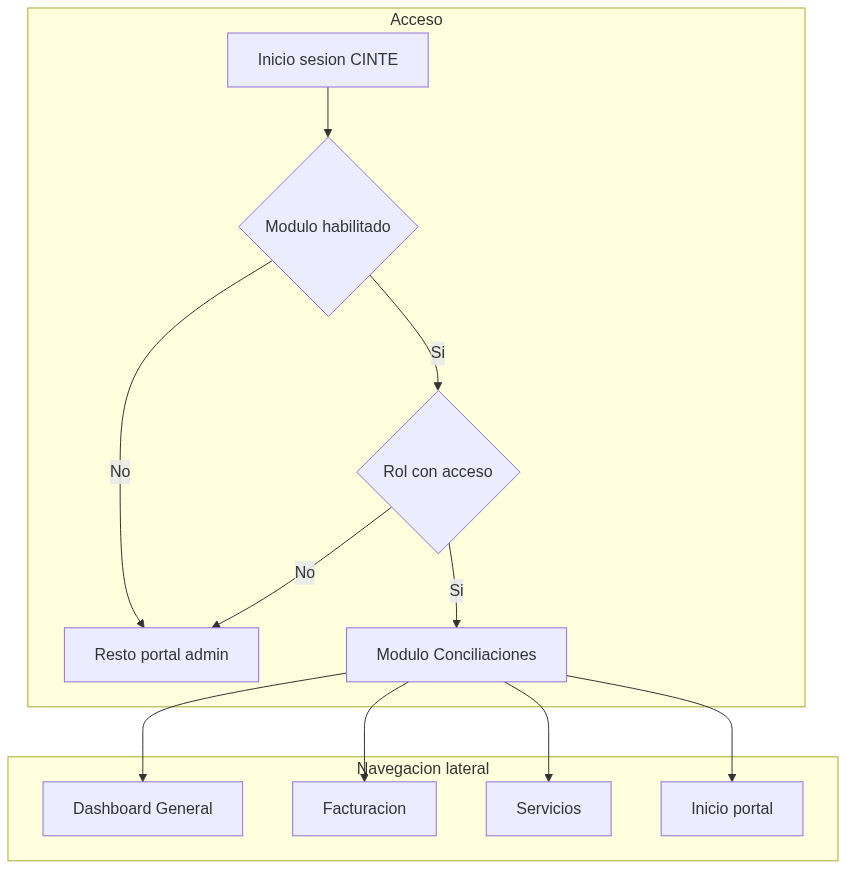 Acceso
Inicio sesion CINTE
Modulo habilitado
Si
No
Rol con acceso
No
Si
Resto portal admin
Modulo Conciliaciones
Navegacion lateral
Dashboard General
Facturacion
Servicios
Inicio portal